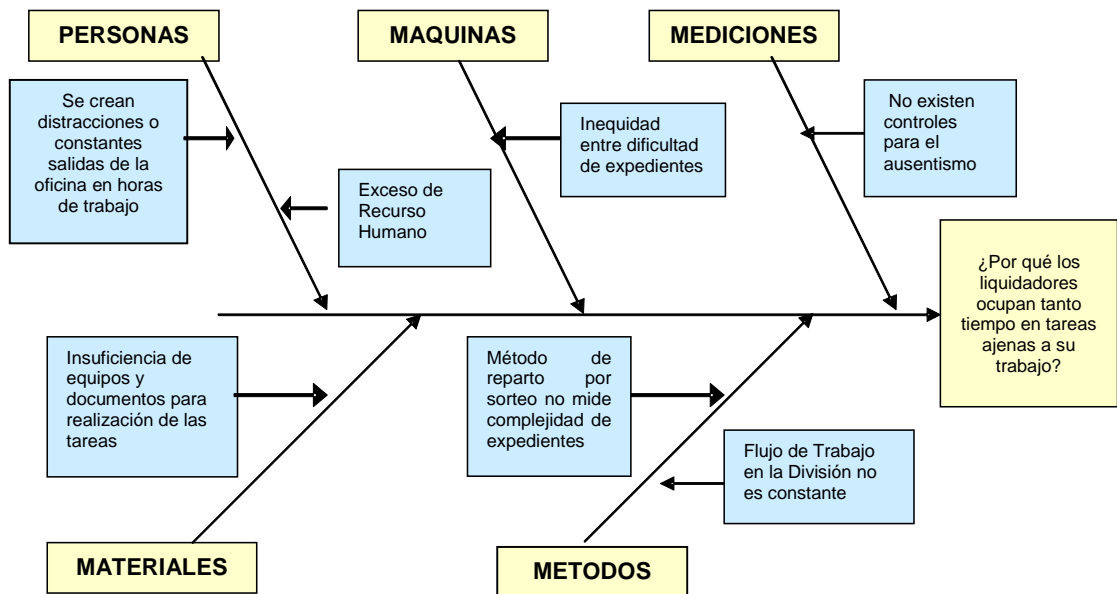 PERSONAS
MAQUINAS
MEDICIONES
Se crean
distracciones o
constantes
salidas de la
oficina en horas
de trabajo
Exceso de
Recurso
Humano
Inequidad
entre dificultad
de expedientes
No existen
controles
para el
ausentismo
¿Por qué los
liquidadores
ocupan tanto
tiempo en tareas
ajenas a su
trabajo?
Insuficiencia de
equipos y
documentos para
realización de las
tareas
Método de
reparto por
sorteo no mide
complejidad de
expedientes
Flujo de Trabajo
en la División no
es constante
MATERIALES
METODOS